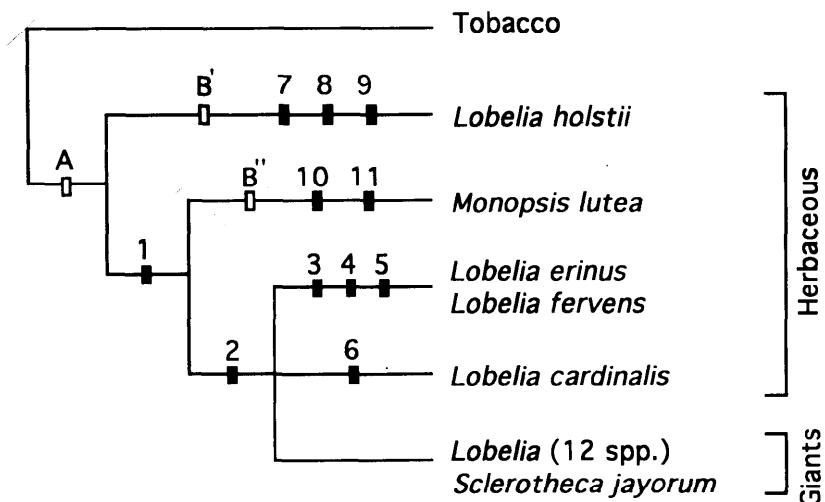 Tobacco
B' 7 8 9
Lobelia holstii
A
B" 10 11
Monopsis lutea
1
3 4 5
Lobelia erinus
Lobelia fervens
2 6
Lobelia cardinalis
Lobelia (12 spp.)
Sclerotheca jayorum
Herbaceous
Giants